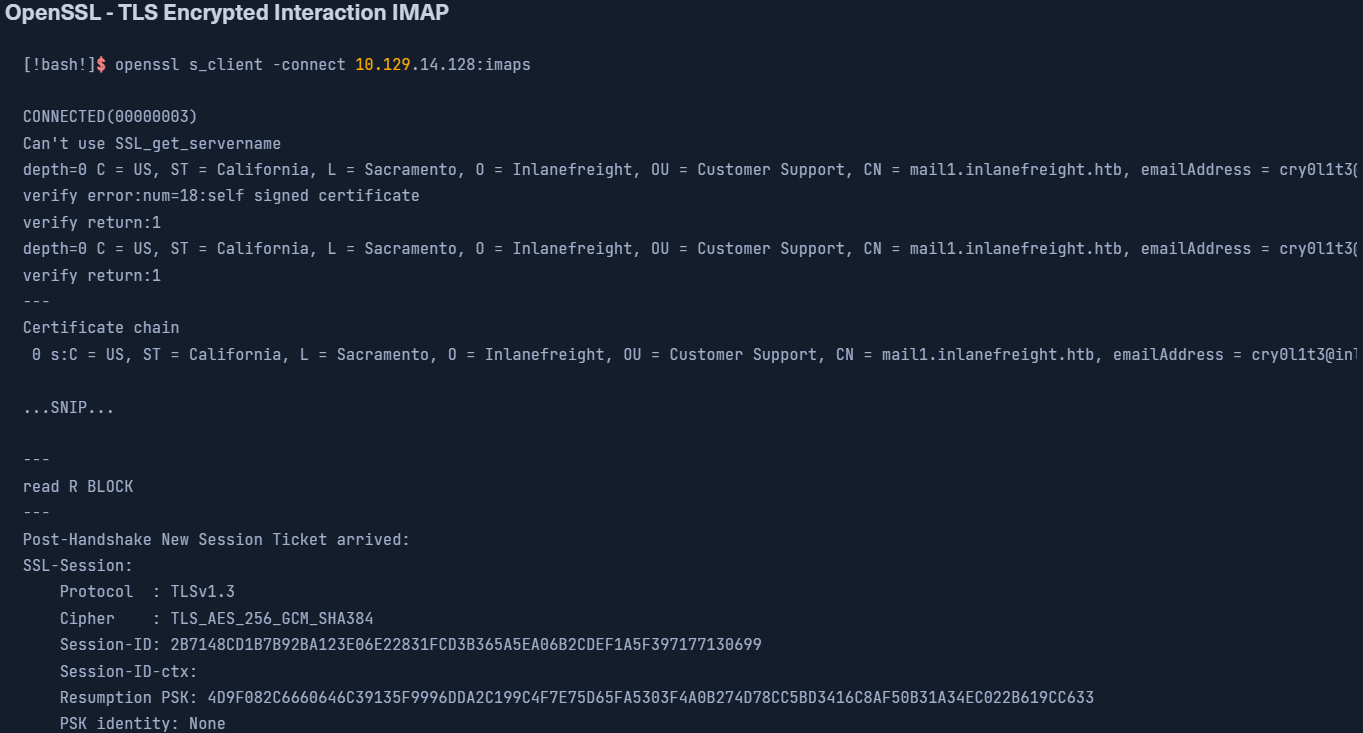 OpenSSL - TLS Encrypted Interaction IMAP
[!bash!]$ openssl s_client -connect 10.129.14.128:imaps
CONNECTED(00000003)
Can't use SSL_get_servername
depth=0 C = US, ST = California, L = Sacramento, O = Inlanefreight, OU = Customer Support, CN = mail1.inlanefreight.htb, emailAddress = cry0l1t3@
verify error:num=18:self signed certificate
verify return:1
depth=0 C = US, ST = California, L = Sacramento, O = Inlanefreight, OU = Customer Support, CN = mail1.inlanefreight.htb, emailAddress = cry0l1t3@
verify return:1
---
Certificate chain
 0 s:C = US, ST = California, L = Sacramento, O = Inlanefreight, OU = Customer Support, CN = mail1.inlanefreight.htb, emailAddress = cry0l1t3@inl
...SNIP...
---
read R BLOCK
---
Post-Handshake New Session Ticket arrived:
SSL-Session:
    Protocol  : TLSv1.3
    Cipher    : TLS_AES_256_GCM_SHA384
    Session-ID: 2B7148CD1B7B92BA123E06E22831FCD3B365A5EA06B2CDEF1A5F397177130699
    Session-ID-ctx:
    Resumption PSK: 4D9F082C6660646C39135F9996DDA2C199C4F7E75D65FA5303F4A0B274D78CC5BD3416C8AF50B31A34EC022B619CC633
    PSK identity: None